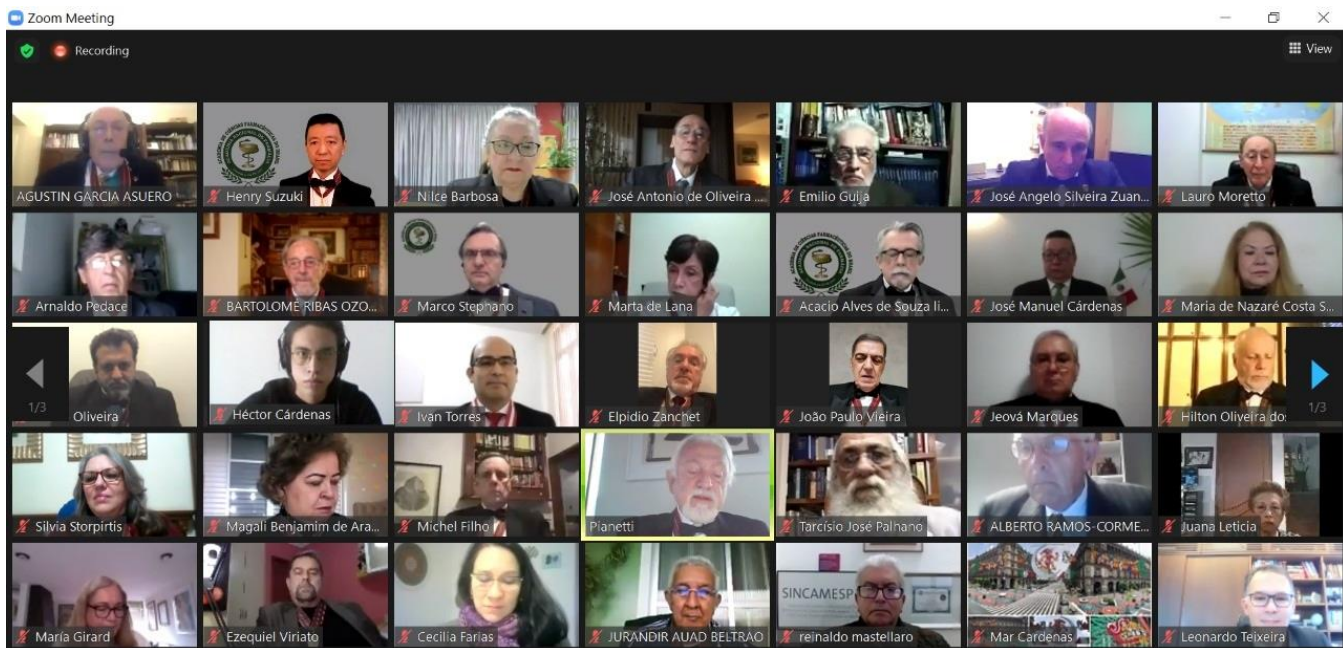 Zoom Meeting
Recording
View
AGUSTIN GARCIA ASUERO
Henry Suzuki
Nilce Barbosa
José Antonio de Oliveira ...
Emilio Guija
José Angelo Silveira Zuan...
Lauro Moretto
Arnaldo Pedace
BARTOLOMÉ RIBAS OZO...
Marco Stephano
Marta de Lana
Acacio Alves de Souza li...
José Manuel Cárdenas
Maria de Nazaré Costa S...
1/3
Oliveira
Héctor Cárdenas
Ivan Torres
Elpidio Zanchet
João Paulo Vieira
Jeová Marques
Hilton Oliveira do
1/3
Silvia Storpirtis
Magali Benjamim de Ara...
Michel Filho
Pianetti
Tarcísio José Palhano
ALBERTO RAMOS-CORME...
Juana Leticia
María Girard
Ezequiel Viriato
Cecilia Farias
JURANDIR AUAD BELTRÃO
SINCAMESP
reinaldo mastellaro
Mar Cardenas
Leonardo Teixeira